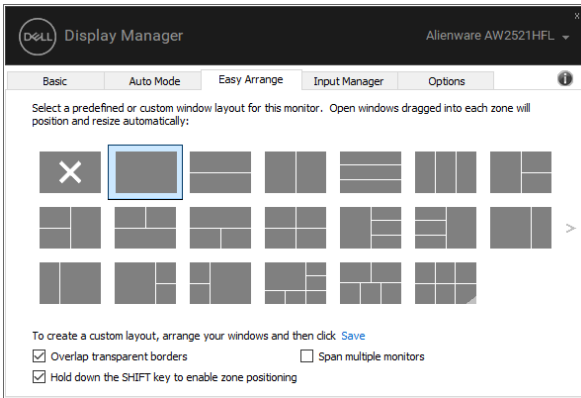 DELL Display Manager Alienware AW2521HFL
Basic Auto Mode Easy Arrange Input Manager Options
Select a predefined or custom window layout for this monitor. Open windows dragged into each zone will
position and resize automatically:
To create a custom layout, arrange your windows and then click Save
Overlap transparent borders Span multiple monitors
Hold down the SHIFT key to enable zone positioning